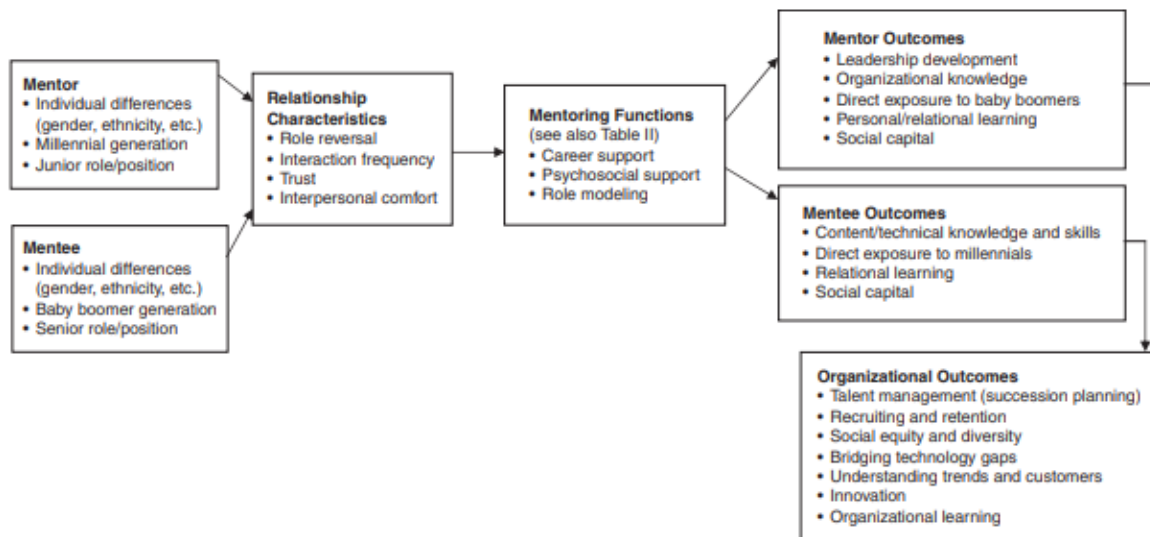 Mentor
• Individual differences
(gender, ethnicity, etc.)
• Millennial generation
• Junior role/position
Mentee
• Individual differences
(gender, ethnicity, etc.)
• Baby boomer generation
• Senior role/position
Relationship
Characteristics
• Role reversal
• Interaction frequency
• Trust
• Interpersonal comfort
Mentoring Functions
(see also Table II)
• Career support
• Psychosocial support
• Role modeling
Mentor Outcomes
• Leadership development
• Organizational knowledge
• Direct exposure to baby boomers
• Personal/relational learning
• Social capital
Mentee Outcomes
• Content/technical knowledge and skills
• Direct exposure to millennials
• Relational learning
• Social capital
Organizational Outcomes
• Talent management (succession planning)
• Recruiting and retention
• Social equity and diversity
• Bridging technology gaps
• Understanding trends and customers
• Innovation
• Organizational learning